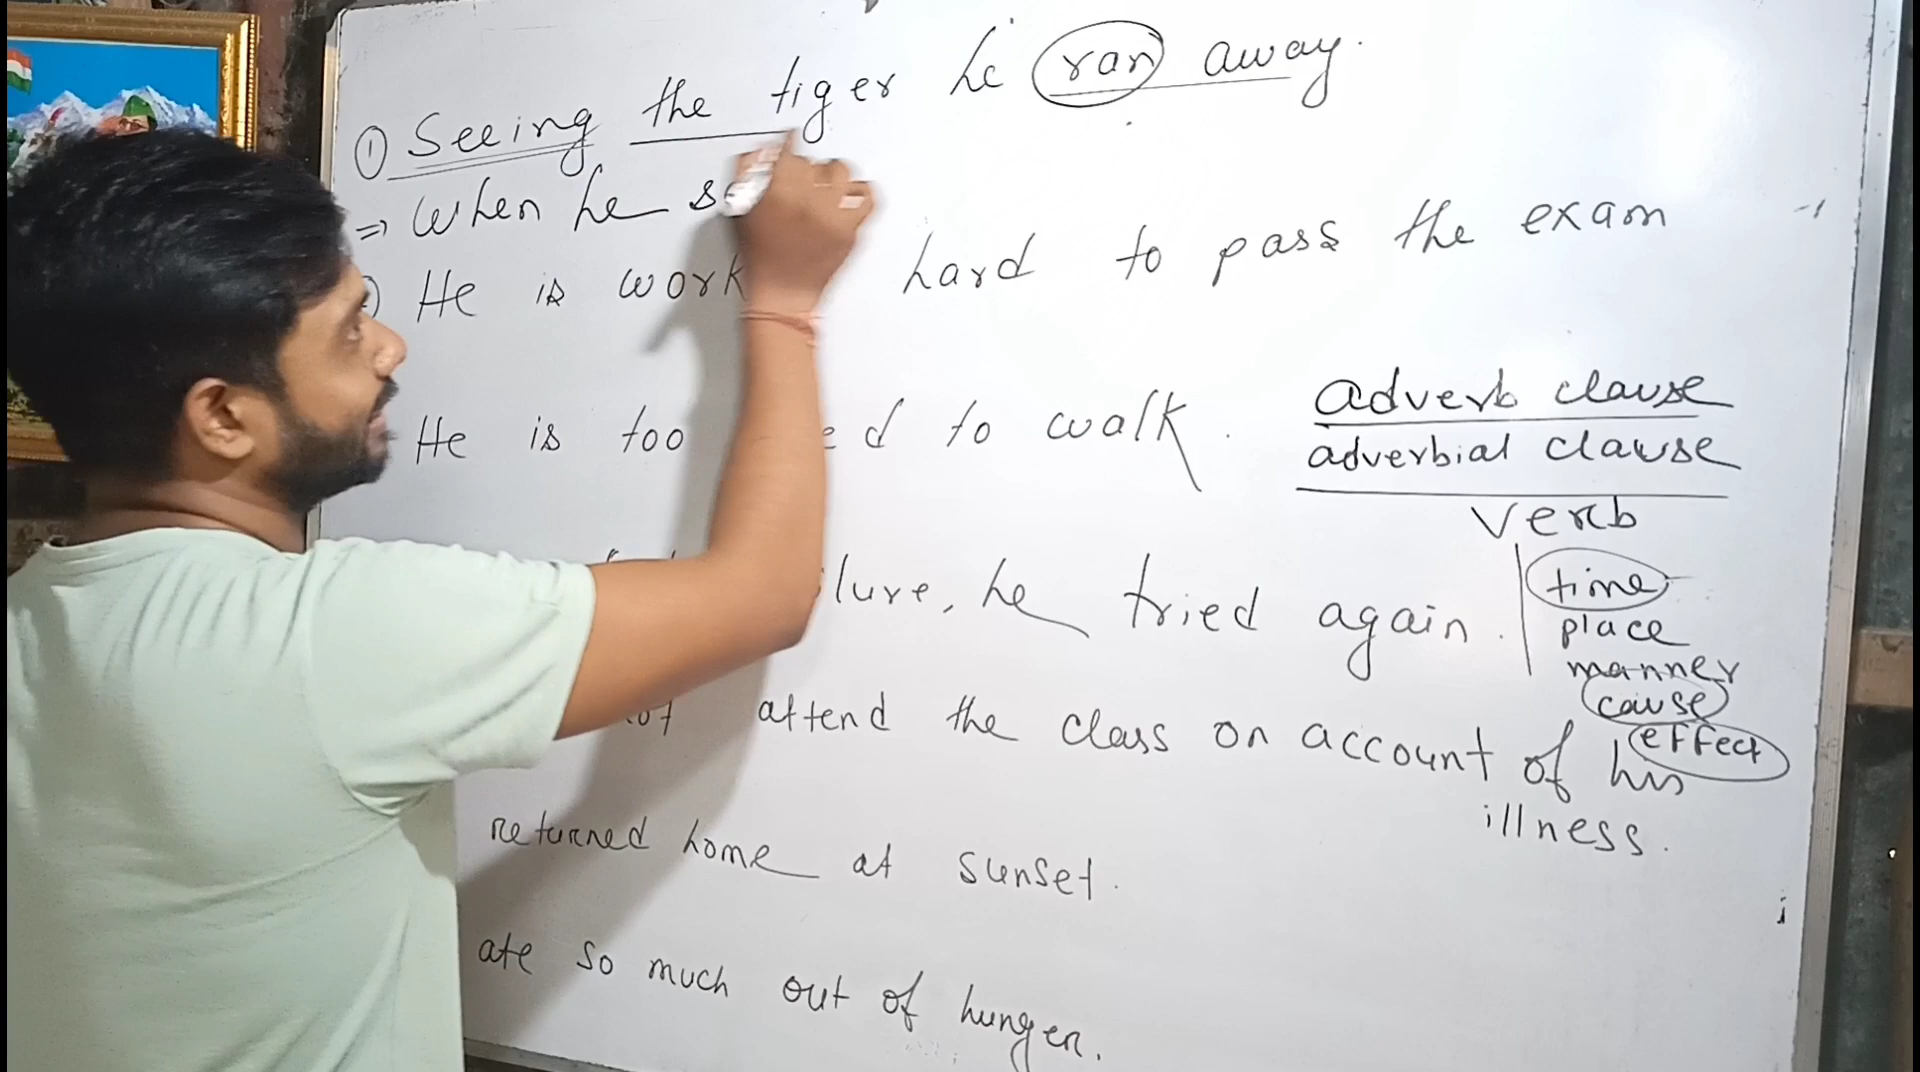 ① Seeing the tiger he ran away.
⇒ When he s
He is work hard to pass the exam
He is too ed to walk.
adverb clause
adverbial clause
verb
time
place
manner
cause
effect
ilure, he tried again.
attend the class on account of his
illness.
returned home at sunset.
ate so much out of hunger.